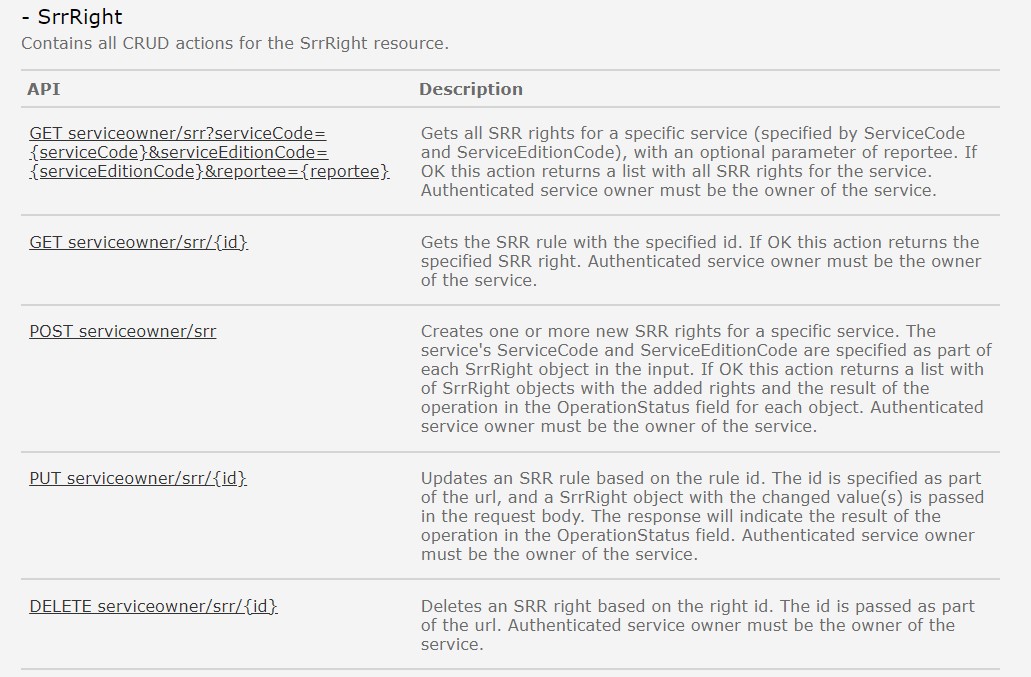 - SrrRight
Contains all CRUD actions for the SrrRight resource.
API
Description
GET serviceowner/srr?serviceCode=
{serviceCode}&serviceEditionCode=
{serviceEditionCode}&reportee={reportee}
Gets all SRR rights for a specific service (specified by ServiceCode
and ServiceEditionCode), with an optional parameter of reportee. If
OK this action returns a list with all SRR rights for the service.
Authenticated service owner must be the owner of the service.
GET serviceowner/srr/{id}
Gets the SRR rule with the specified id. If OK this action returns the
specified SRR right. Authenticated service owner must be the owner
of the service.
POST serviceowner/srr
Creates one or more new SRR rights for a specific service. The
service's ServiceCode and ServiceEditionCode are specified as part of
each SrrRight object in the input. If OK this action returns a list with
of SrrRight objects with the added rights and the result of the
operation in the OperationStatus field for each object. Authenticated
service owner must be the owner of the service.
PUT serviceowner/srr/{id}
Updates an SRR rule based on the rule id. The id is specified as part
of the url, and a SrrRight object with the changed value(s) is passed
in the request body. The response will indicate the result of the
operation in the OperationStatus field. Authenticated service owner
must be the owner of the service.
DELETE serviceowner/srr/{id}
Deletes an SRR right based on the right id. The id is passed as part
of the url. Authenticated service owner must be the owner of the
service.